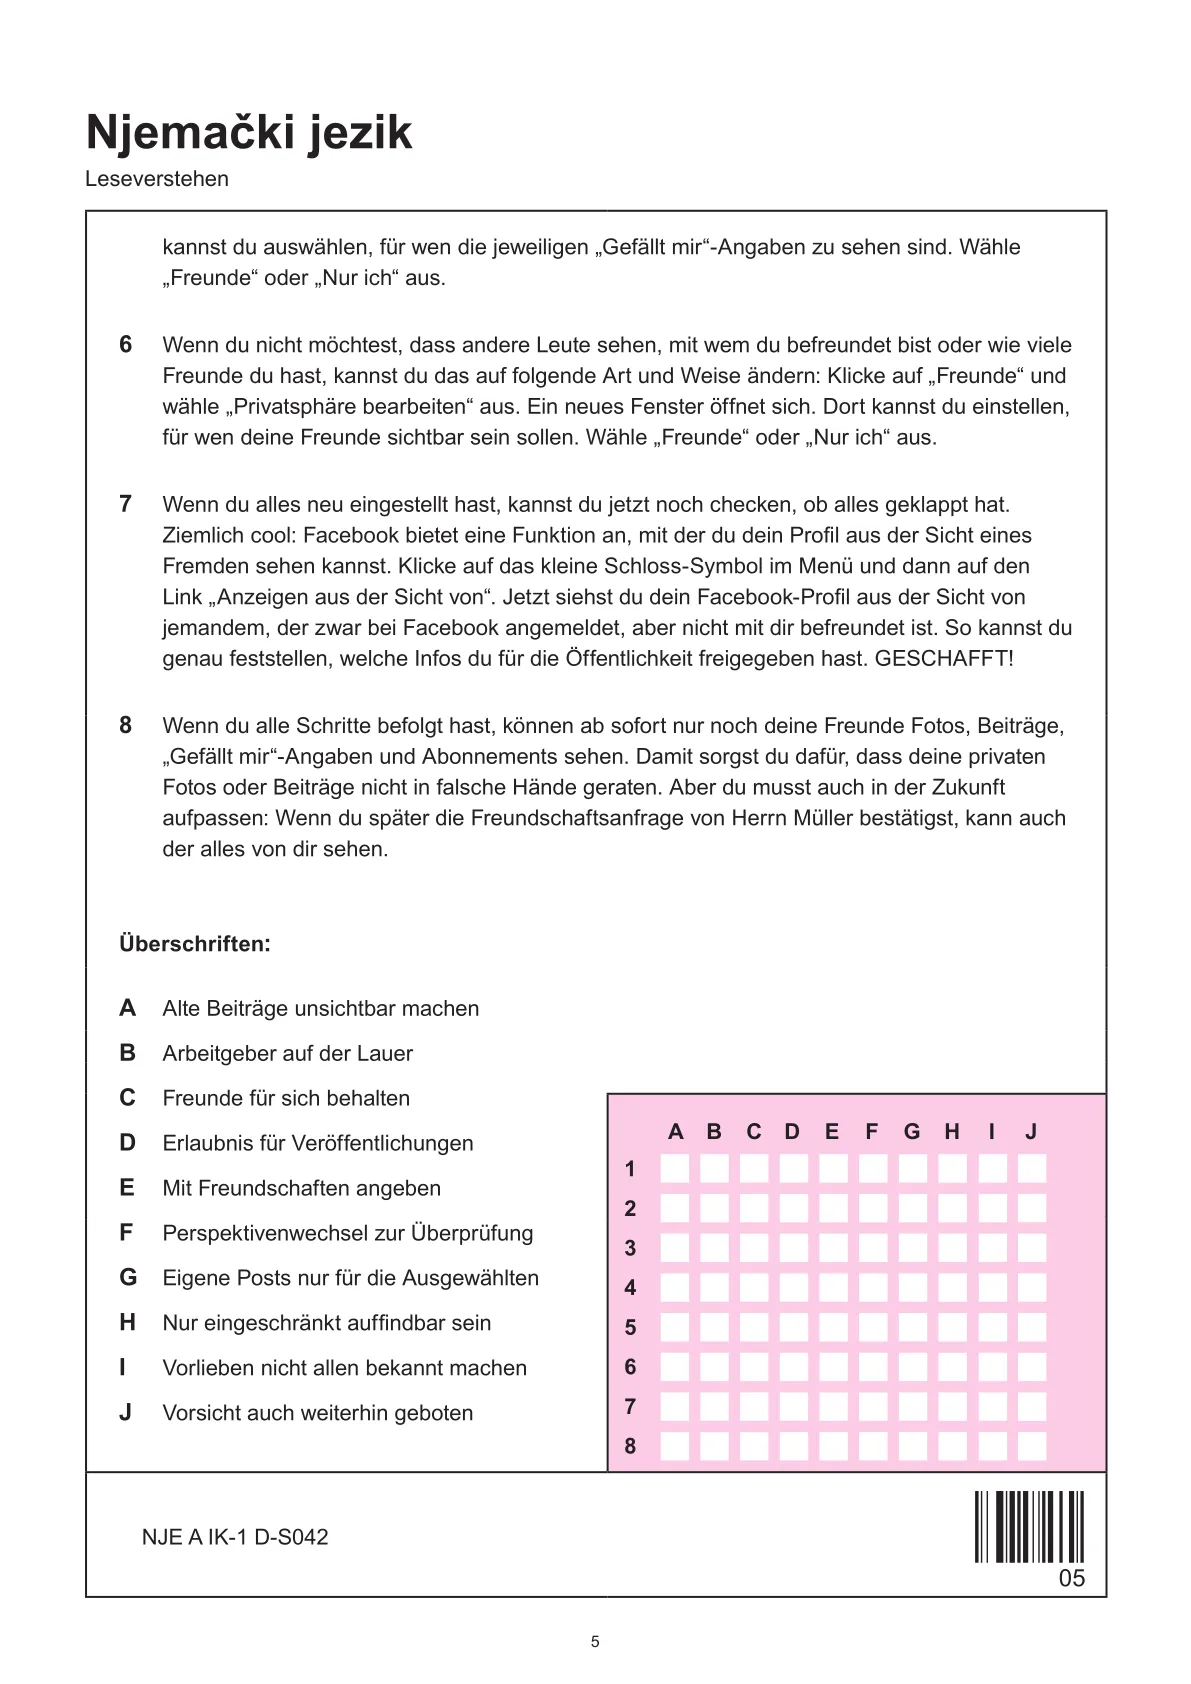 Njemački jezik
Leseverstehen
kannst du auswählen, für wen die jeweiligen „Gefällt mir“-Angaben zu sehen sind. Wähle
„Freunde“ oder „Nur ich“ aus.
6 Wenn du nicht möchtest, dass andere Leute sehen, mit wem du befreundet bist oder wie viele
Freunde du hast, kannst du das auf folgende Art und Weise ändern: Klicke auf „Freunde“ und
wähle „Privatsphäre bearbeiten“ aus. Ein neues Fenster öffnet sich. Dort kannst du einstellen,
für wen deine Freunde sichtbar sein sollen. Wähle „Freunde“ oder „Nur ich“ aus.
7 Wenn du alles neu eingestellt hast, kannst du jetzt noch checken, ob alles geklappt hat.
Ziemlich cool: Facebook bietet eine Funktion an, mit der du dein Profil aus der Sicht eines
Fremden sehen kannst. Klicke auf das kleine Schloss-Symbol im Menü und dann auf den
Link „Anzeigen aus der Sicht von“. Jetzt siehst du dein Facebook-Profil aus der Sicht von
jemandem, der zwar bei Facebook angemeldet, aber nicht mit dir befreundet ist. So kannst du
genau feststellen, welche Infos du für die Öffentlichkeit freigegeben hast. GESCHAFFT!
8 Wenn du alle Schritte befolgt hast, können ab sofort nur noch deine Freunde Fotos, Beiträge,
„Gefällt mir“-Angaben und Abonnements sehen. Damit sorgst du dafür, dass deine privaten
Fotos oder Beiträge nicht in falsche Hände geraten. Aber du musst auch in der Zukunft
aufpassen: Wenn du später die Freundschaftsanfrage von Herrn Müller bestätigst, kann auch
der alles von dir sehen.
Überschriften:
A Alte Beiträge unsichtbar machen
B Arbeitgeber auf der Lauer
C Freunde für sich behalten
D Erlaubnis für Veröffentlichungen
E Mit Freundschaften angeben
F Perspektivenwechsel zur Überprüfung
G Eigene Posts nur für die Ausgewählten
H Nur eingeschränkt auffindbar sein
I Vorlieben nicht allen bekannt machen
J Vorsicht auch weiterhin geboten
A B C D E F G H I J
1
2
3
4
5
6
7
8
NJE A IK-1 D-S042
05
5